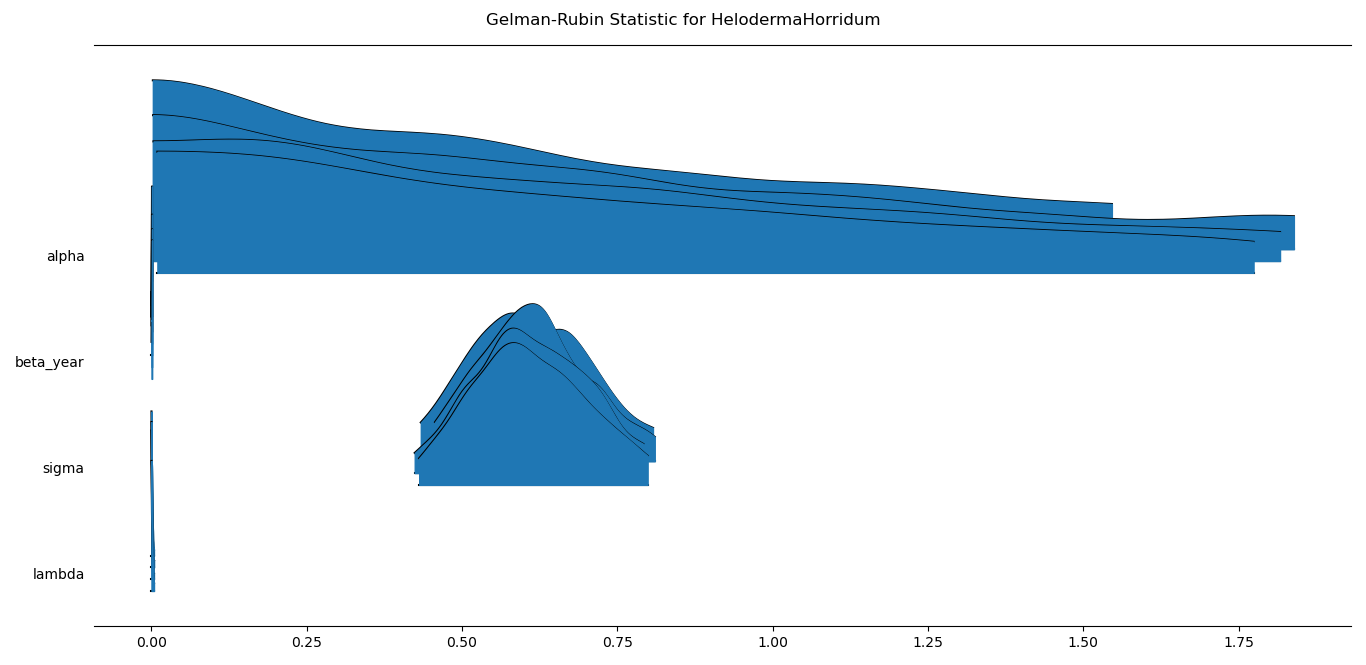 Gelman-Rubin Statistic for HelodermaHorridum
alpha
beta_year
sigma
lambda
0.00 0.25 0.50 0.75 1.00 1.25 1.50 1.75